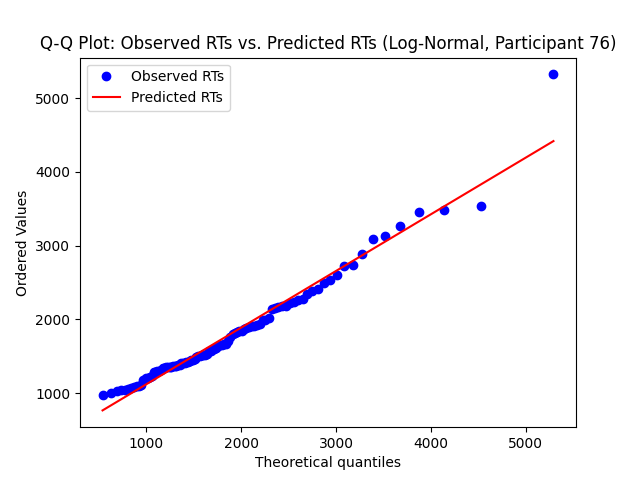 Q-Q Plot: Observed RTs vs. Predicted RTs (Log-Normal, Participant 76)
Observed RTs
Predicted RTs
Ordered Values
5000
4000
3000
2000
1000
1000 2000 3000 4000 5000
Theoretical quantiles